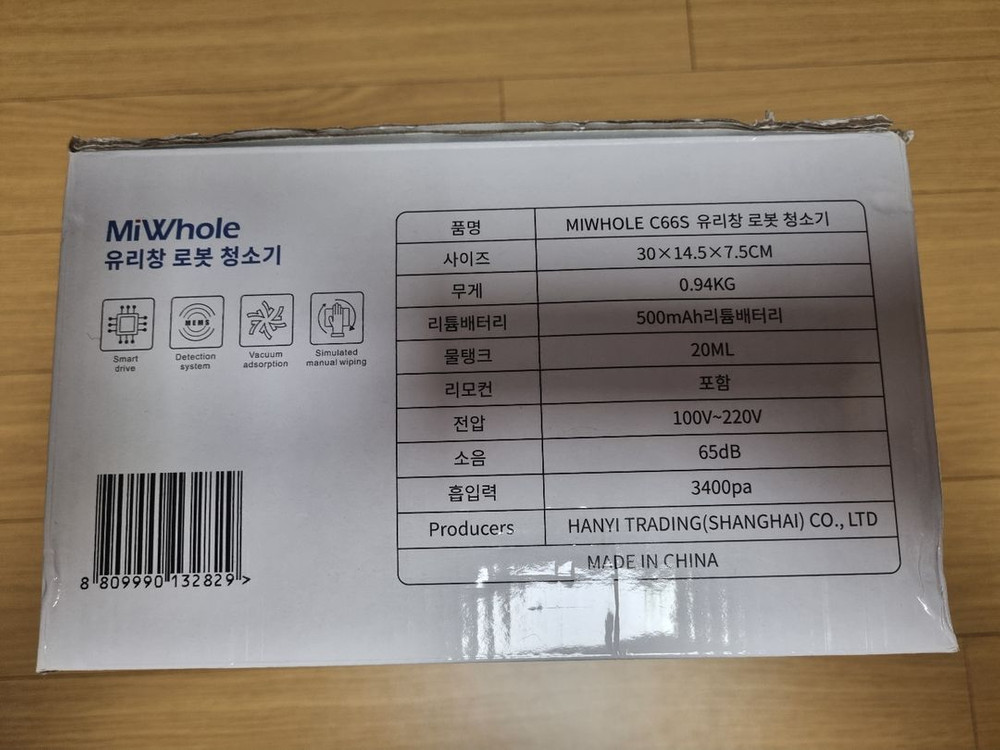 MiWhole
유리창 로봇 청소기
Smart drive
MEMS
Detection system
Vacuum adsorption
Simulated manual wiping
8 809990 132829 >
품명 MIWHOLE C66S 유리창 로봇 청소기
사이즈 30×14.5×7.5CM
무게 0.94KG
리튬배터리 500mAh리튬배터리
물탱크 20ML
리모컨 포함
전압 100V~220V
소음 65dB
흡입력 3400pa
Producers HANYI TRADING(SHANGHAI) CO., LTD
MADE IN CHINA